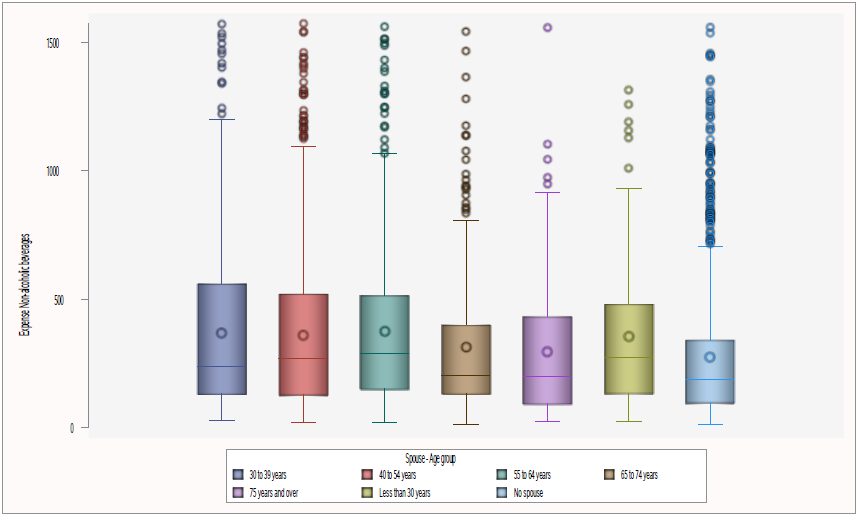 1500
1000
Expense Non-alcoholic beverages
500
0
Spouse - Age group
30 to 39 years 40 to 54 years 55 to 64 years 65 to 74 years
75 years and over Less than 30 years No spouse